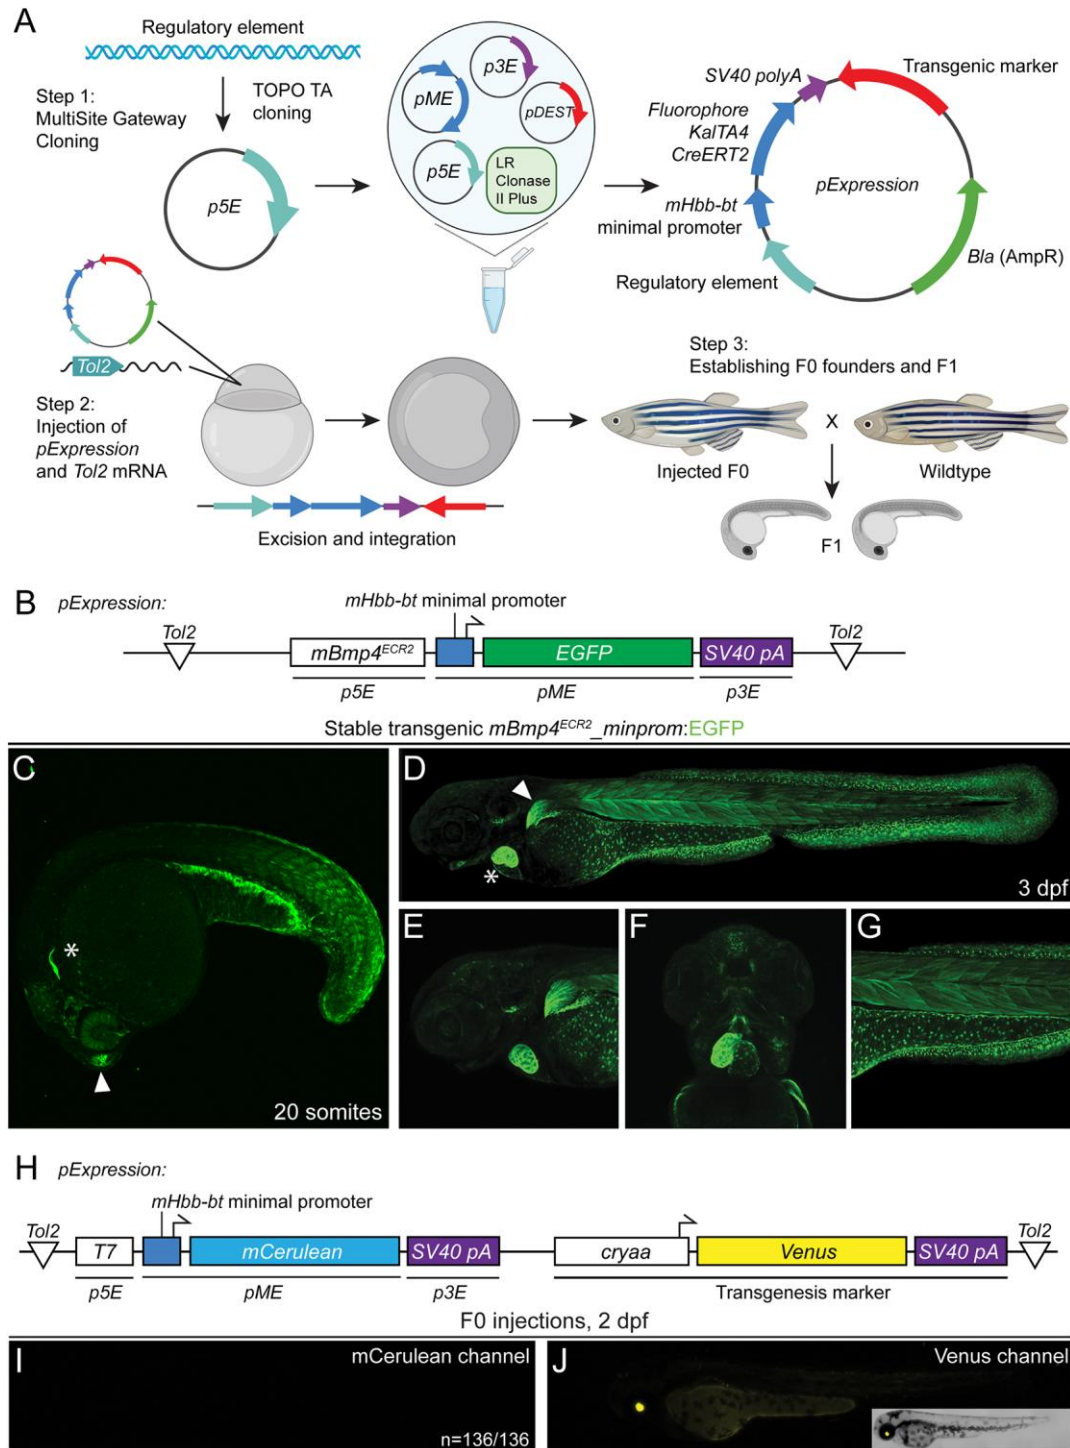 A
Regulatory element
Step 1:
MultiSite Gateway
Cloning
TOPO TA
cloning
p5E
pME
p3E
pDEST
p5E
LR
Clonase
II Plus
SV40 polyA
Transgenic marker
Fluorophore
KalTA4
CreERT2
pExpression
mHbb-bt
minimal promoter
Bla (AmpR)
Regulatory element
Tol2
Step 2:
Injection of
pExpression
and Tol2 mRNA
Excision and integration
Step 3:
Establishing F0 founders and F1
X
Injected F0
Wildtype
F1
B
pExpression:
mHbb-bt minimal promoter
Tol2
mBmp4ECR2
EGFP
SV40 pA
Tol2
p5E
pME
p3E
Stable transgenic mBmp4ECR2_minprom:EGFP
C
*
20 somites
D
*
3 dpf
E
F
G
H
pExpression:
mHbb-bt minimal promoter
Tol2
T7
mCerulean
SV40 pA
cryaa
Venus
SV40 pA
Tol2
p5E
pME
p3E
Transgenesis marker
F0 injections, 2 dpf
I
mCerulean channel
n=136/136
J
Venus channel